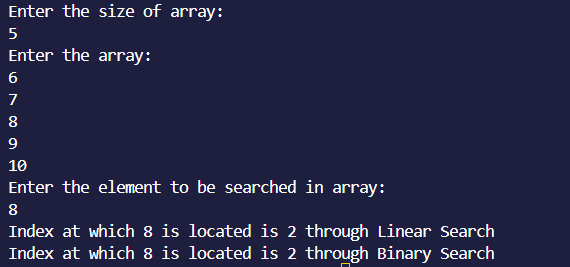 Enter the size of array:
5
Enter the array:
6
7
8
9
10
Enter the element to be searched in array:
8
Index at which 8 is located is 2 through Linear Search
Index at which 8 is located is 2 through Binary Search